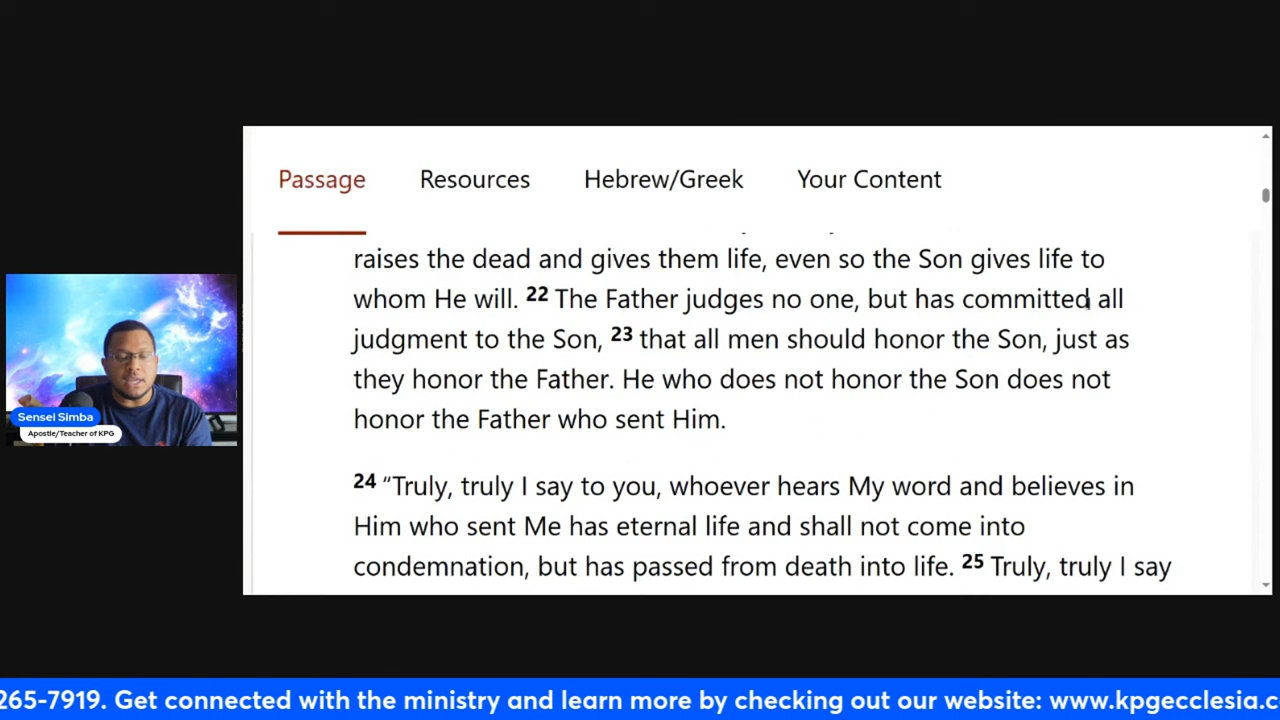 Passage Resources Hebrew/Greek Your Content
raises the dead and gives them life, even so the Son gives life to
whom He will. 22 The Father judges no one, but has committed all
judgment to the Son, 23 that all men should honor the Son, just as
they honor the Father. He who does not honor the Son does not
honor the Father who sent Him.
24 “Truly, truly I say to you, whoever hears My word and believes in
Him who sent Me has eternal life and shall not come into
condemnation, but has passed from death into life. 25 Truly, truly I say
Sensei Simba
Apostle/Teacher of KPG
265-7919. Get connected with the ministry and learn more by checking out our website: www.kpgecclesia.c